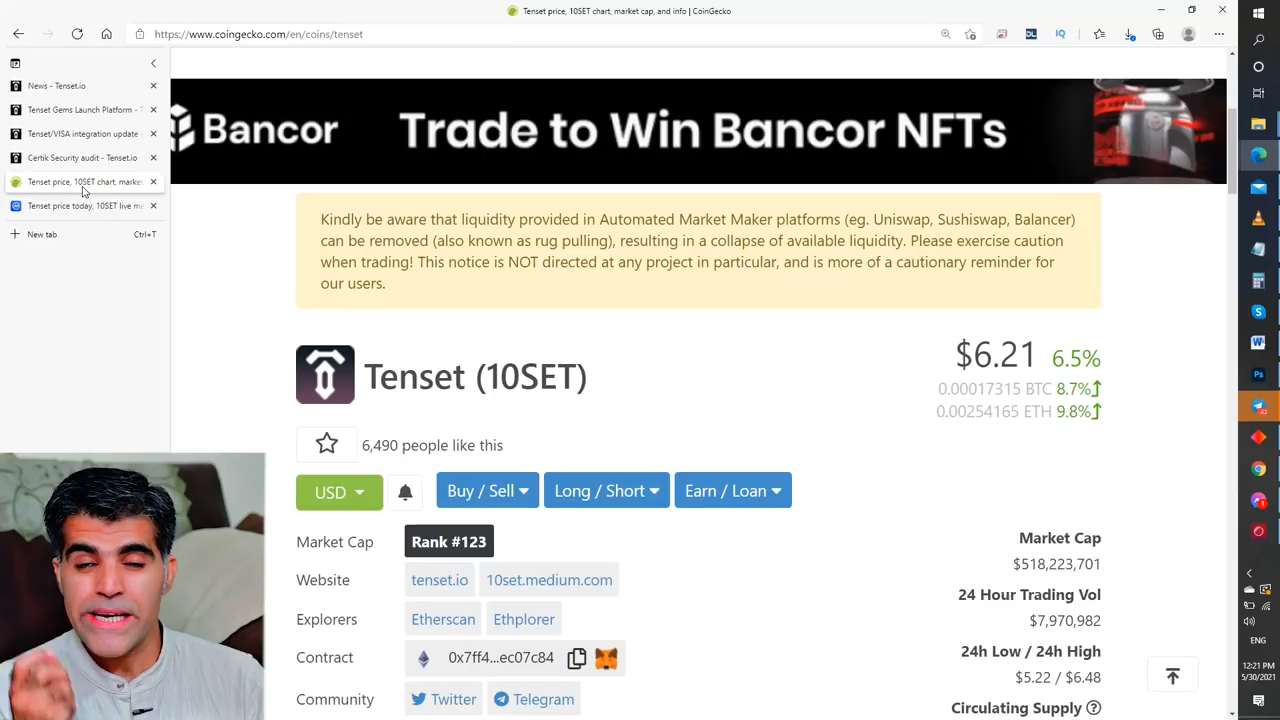 Tenset price, 10SET chart, market cap, and info | CoinGecko
https://www.coingecko.com/en/coins/tenset
IQ
News - Tenset.io
Tenset Gems Launch Platform - T
Tenset/VISA integration update -
Certik Security audit - Tenset.io
Tenset price, 10SET chart, market
Tenset price today, 10SET live ma
New tab Ctrl+T
Bancor
Trade to Win Bancor NFTs
Kindly be aware that liquidity provided in Automated Market Maker platforms (eg. Uniswap, Sushiswap, Balancer)
can be removed (also known as rug pulling), resulting in a collapse of available liquidity. Please exercise caution
when trading! This notice is NOT directed at any project in particular, and is more of a cautionary reminder for
our users.
Tenset (10SET)
$6.21 6.5%
0.00017315 BTC 8.7%
0.00254165 ETH 9.8%
6,490 people like this
USD
Buy / Sell
Long / Short
Earn / Loan
Market Cap Rank #123
Website tenset.io 10set.medium.com
Explorers Etherscan Ethplorer
Contract 0x7ff4...ec07c84
Community Twitter Telegram
Market Cap
$518,223,701
24 Hour Trading Vol
$7,970,982
24h Low / 24h High
$5.22 / $6.48
Circulating Supply
ENG
12:21 PM
5/30/2021